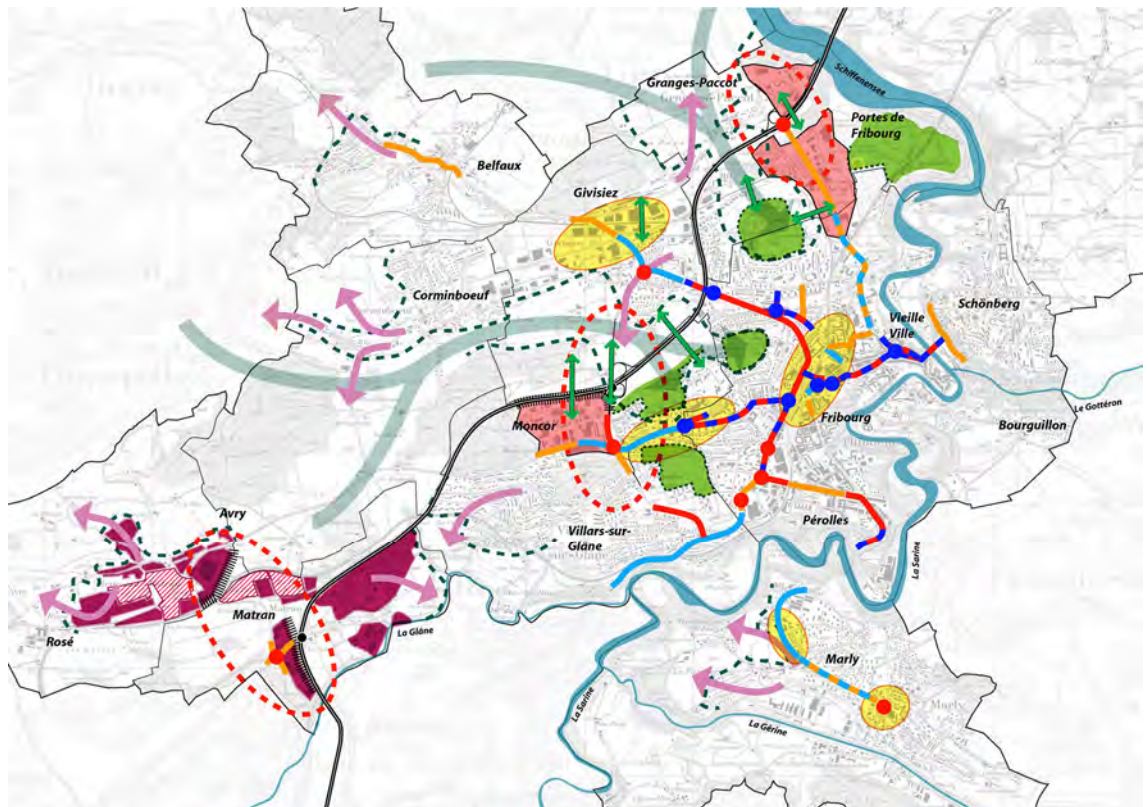 Schiffenensee
Granges-Paccot
Portes de
Fribourg
Belfaux
Givisiez
Corminboeuf
Schönberg
Vieille
Ville
Le Gottéron
Moncor
Fribourg
Bourguillon
Avry
Villars-sur-
Glâne
Pérolles
La Sarine
Matran
La Glâne
Rosé
Marly
La Sarine
La Gérine
Marly